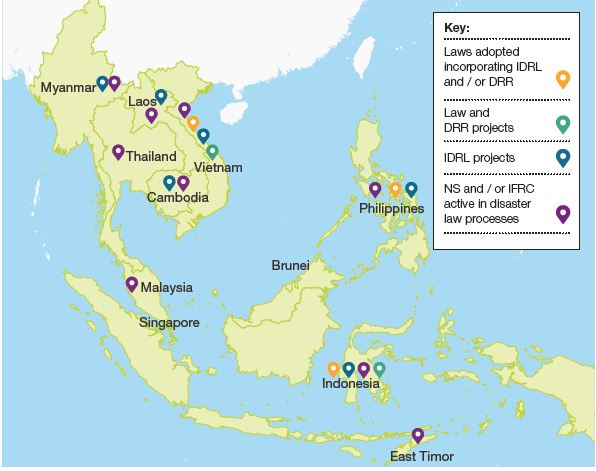 Key:
Laws adopted
incorporating IDRL
and / or DRR
Law and
DRR projects
IDRL projects
NS and / or IFRC
active in disaster
law processes
Myanmar
Laos
Thailand
Vietnam
Cambodia
Philippines
Brunei
Malaysia
Singapore
Indonesia
East Timor